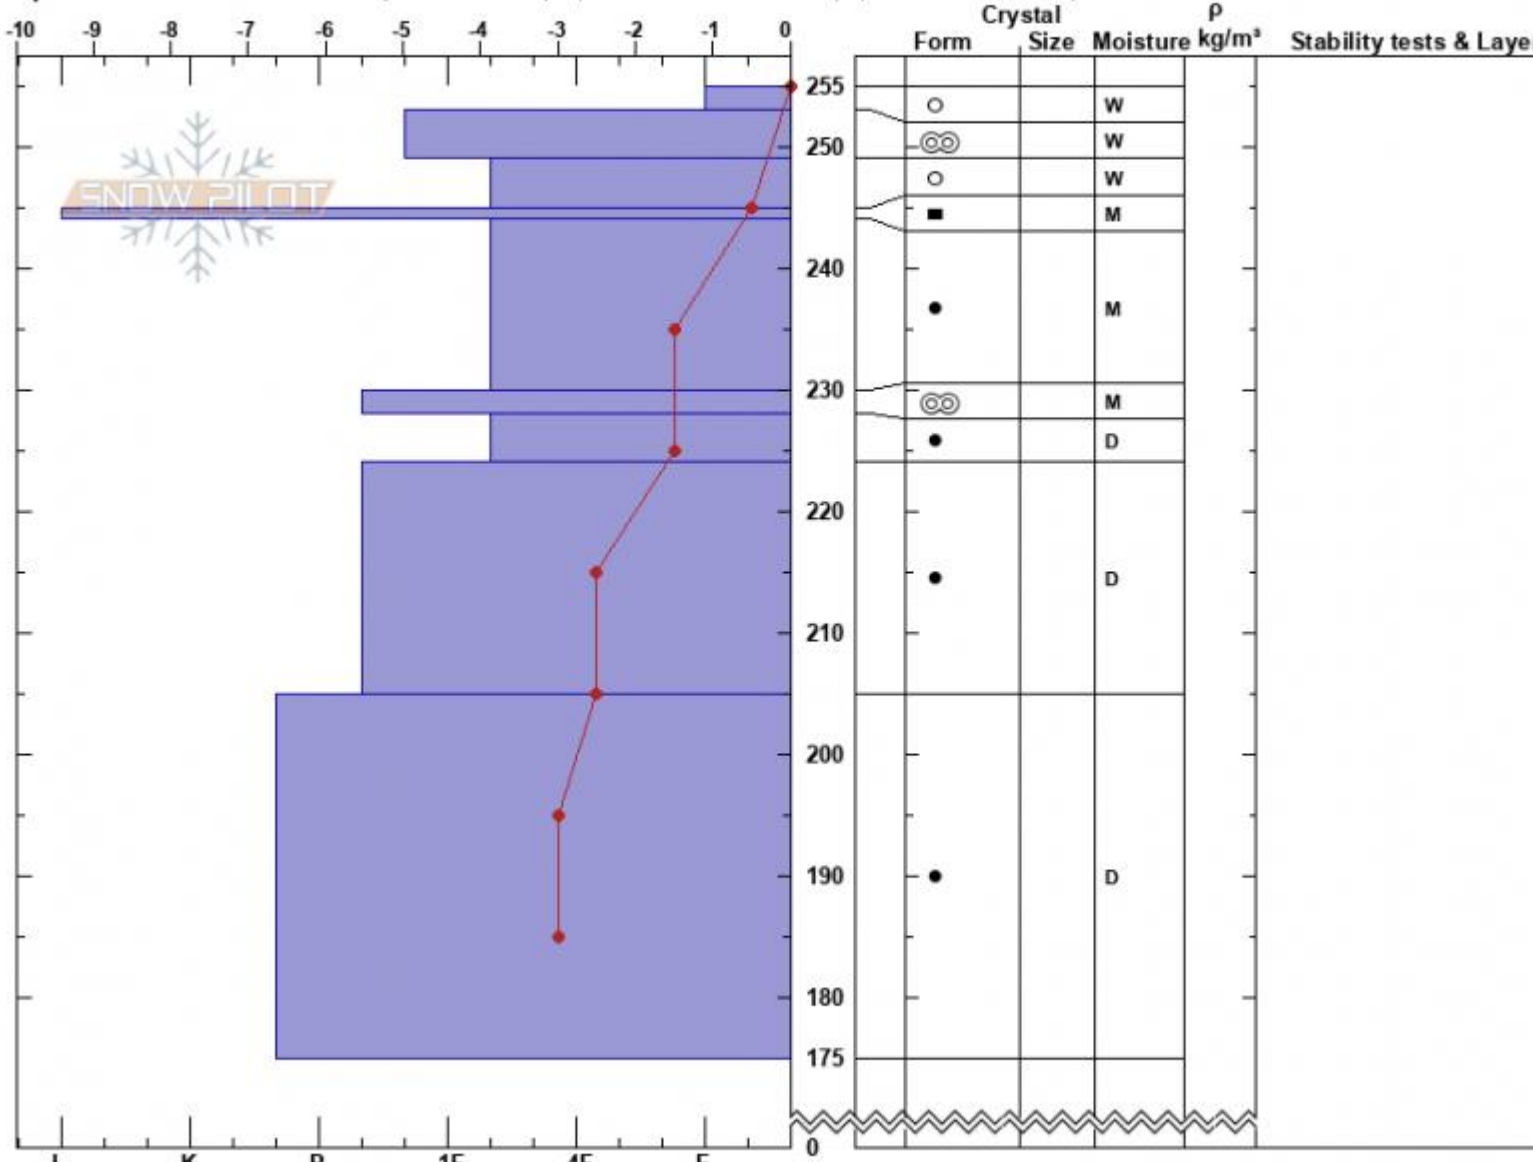 Crystal ρ
-10 -9 -8 -7 -6 -5 -4 -3 -2 -1 0 Form Size Moisture kg/m³ Stability tests & Layer
255
W
250 W
SNOW PILOT W
M
240
M
230
M
D
220
D
210
200
190 D
180
175
0